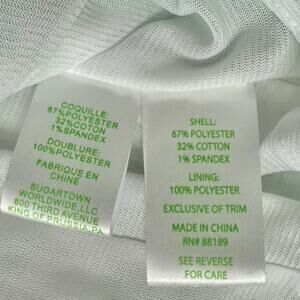 COQUILLE:
67%POLYESTER
32%COTON
1%SPANDEX
DOUBLURE:
100%POLYESTER
FABRIQUE EN
CHINE
SUGARTOWN
WORLDWIDE, LLC
800 THIRD AVENUE
KING OF PRUSSIA, PA
SHELL:
67% POLYESTER
32% COTTON
1% SPANDEX
LINING:
100% POLYESTER
EXCLUSIVE OF TRIM
MADE IN CHINA
RN# 88189
SEE REVERSE
FOR CARE